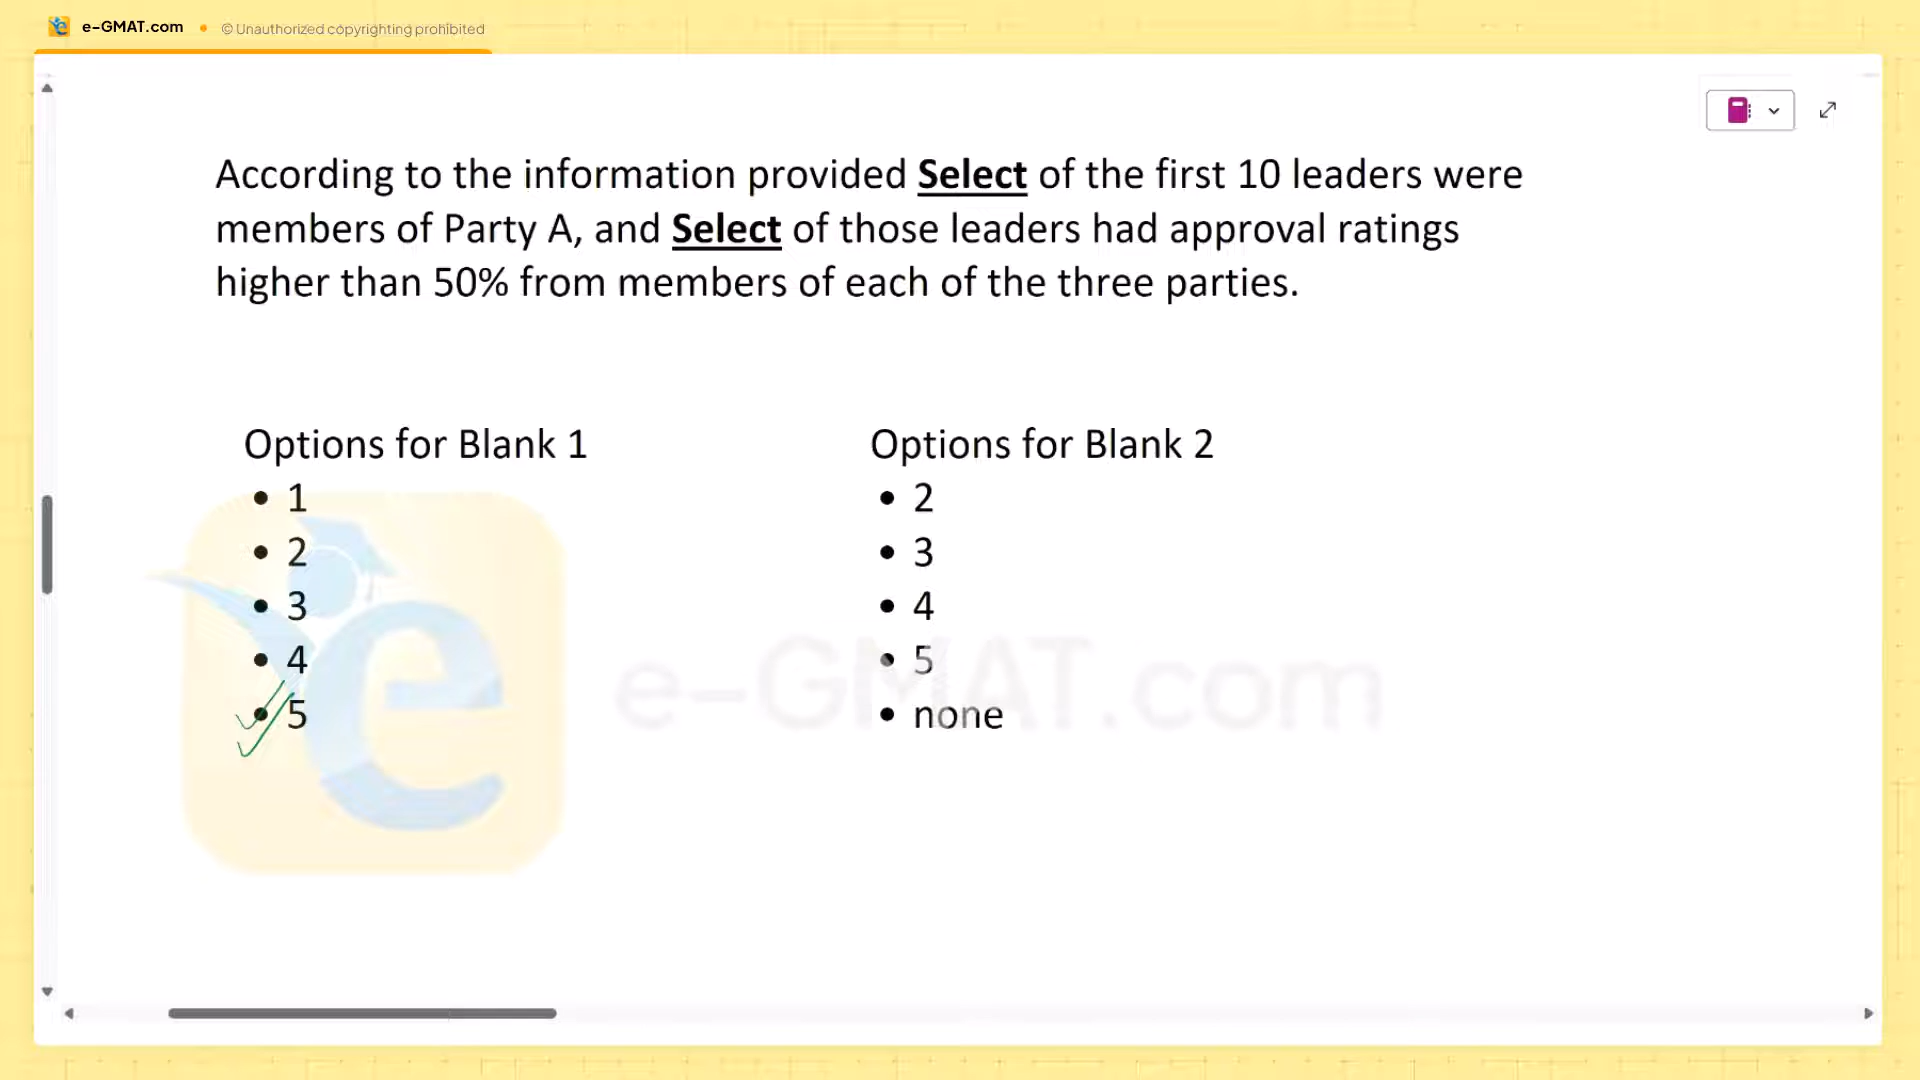 e-GMAT.com • © Unauthorized copyrighting prohibited
According to the information provided Select of the first 10 leaders were
members of Party A, and Select of those leaders had approval ratings
higher than 50% from members of each of the three parties.
Options for Blank 1
• 1
• 2
• 3
• 4
• 5
Options for Blank 2
• 2
• 3
• 4
• 5
• none
e-GMAT.com